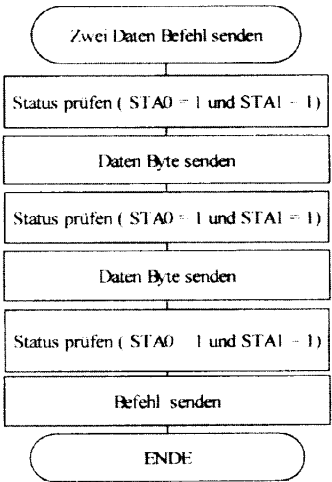 Zwei Daten Befehl senden
Status prüfen ( STA0 = 1 und STA1 = 1)
Daten Byte senden
Status prüfen ( STA0 = 1 und STA1 = 1)
Daten Byte senden
Status prüfen ( STA0 = 1 und STA1 = 1)
Befehl senden
ENDE